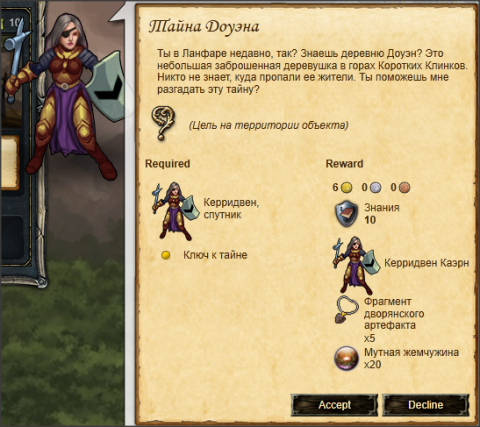 10
Тайна Доуэна
Ты в Ланфаре недавно, так? Знаешь деревню Доуэн? Это
небольшая заброшенная деревушка в горах Коротких Клинков.
Никто не знает, куда пропали ее жители. Ты поможешь мне
разгадать эту тайну?
(Цель на территории объекта)
Required
Керридвен,
спутник
Ключ к тайне
Reward
6 0 0
Знания
10
Керридвен Каэрн
Фрагмент
дворянского
артефакта
x5
Мутная жемчужина
x20
Accept
Decline